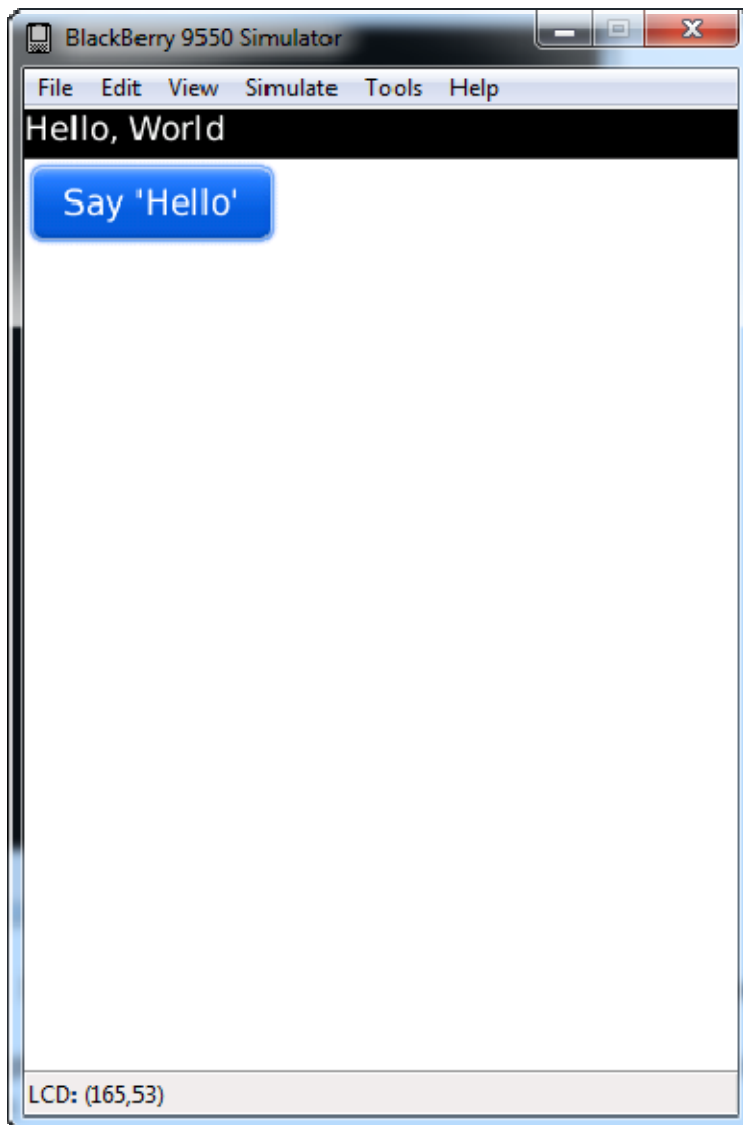 BlackBerry 9550 Simulator
File Edit View Simulate Tools Help
Hello, World
Say 'Hello'
LCD: (165,53)